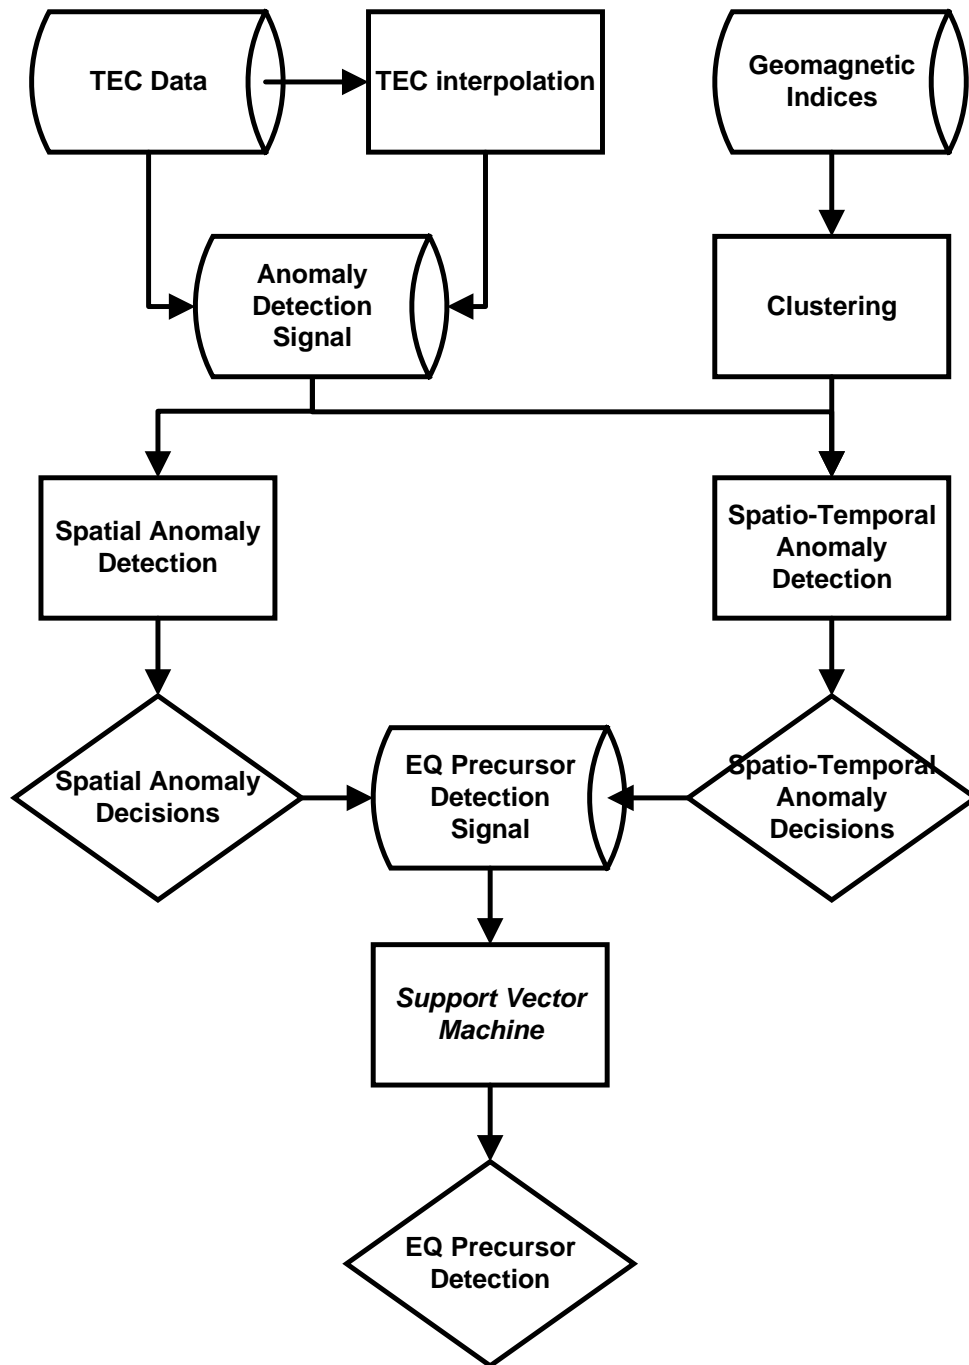 TEC Data
TEC interpolation
Geomagnetic
Indices
Anomaly
Detection
Signal
Clustering
Spatial Anomaly
Detection
Spatio-Temporal
Anomaly
Detection
Spatial Anomaly
Decisions
EQ Precursor
Detection
Signal
Spatio-Temporal
Anomaly
Decisions
Support Vector
Machine
EQ Precursor
Detection